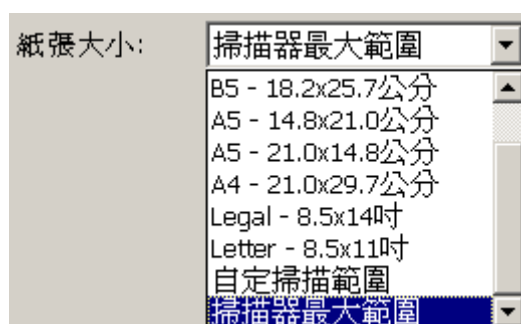 紙張大小: 掃描器最大範圍
B5 - 18.2x25.7公分
A5 - 14.8x21.0公分
A5 - 21.0x14.8公分
A4 - 21.0x29.7公分
Legal - 8.5x14吋
Letter - 8.5x11吋
自定掃描範圍
掃描器最大範圍